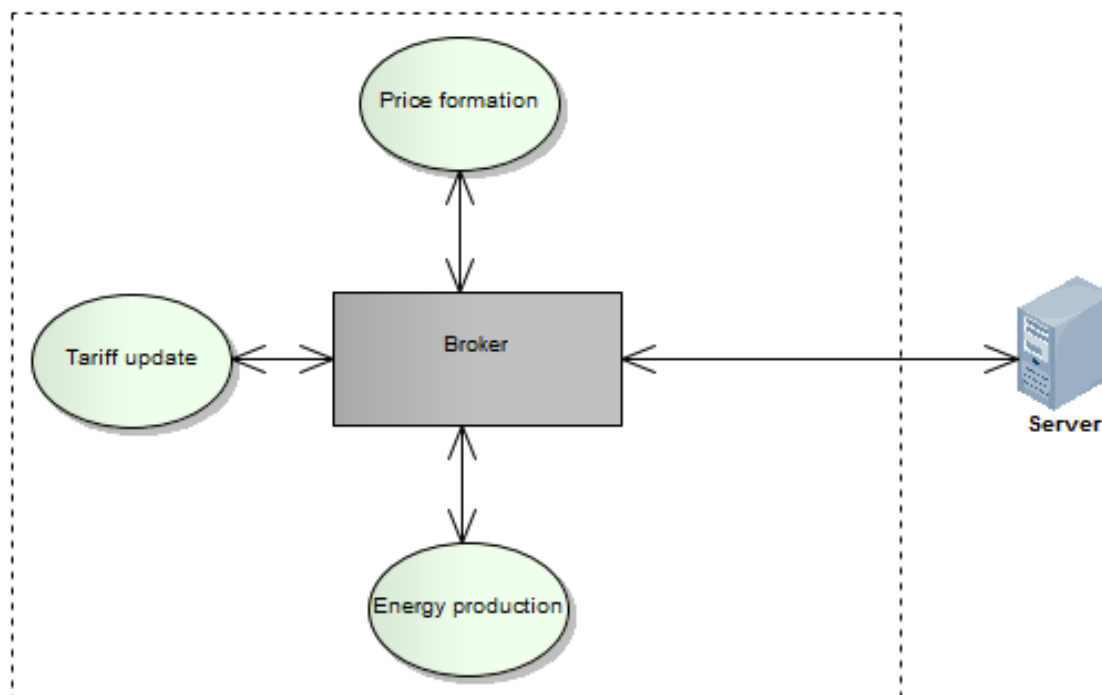 Price formation
Tariff update
Broker
Server
Energy production